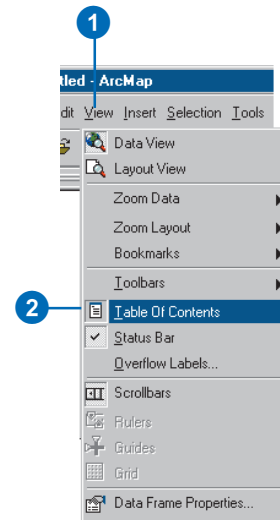 1
tled - ArcMap
dit View Insert Selection Tools
Data View
Layout View
Zoom Data
Zoom Layout
Bookmarks
Toolbars
2
Table Of Contents
Status Bar
Overflow Labels...
Scrollbars
Rulers
Guides
Grid
Data Frame Properties...